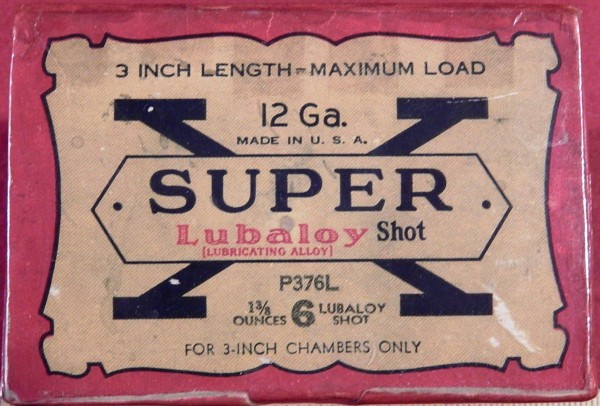 3 INCH LENGTH - MAXIMUM LOAD
12 Ga.
MADE IN U. S. A.
X
· SUPER ·
Lubaloy Shot
[LUBRICATING ALLOY]
P376L
1 3/8 OUNCES 6 LUBALOY SHOT
FOR 3-INCH CHAMBERS ONLY